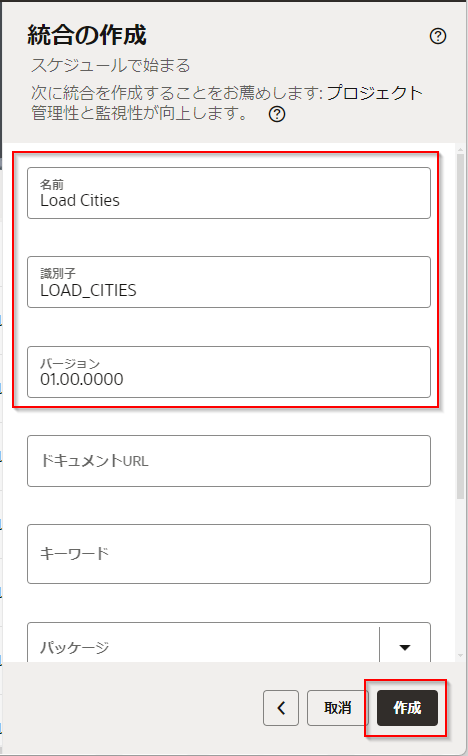 統合の作成
スケジュールで始まる
次に統合を作成することをお薦めします: プロジェクト
管理性と監視性が向上します。
名前
Load Cities
識別子
LOAD_CITIES
バージョン
01.00.0000
ドキュメントURL
キーワード
パッケージ
取消
作成